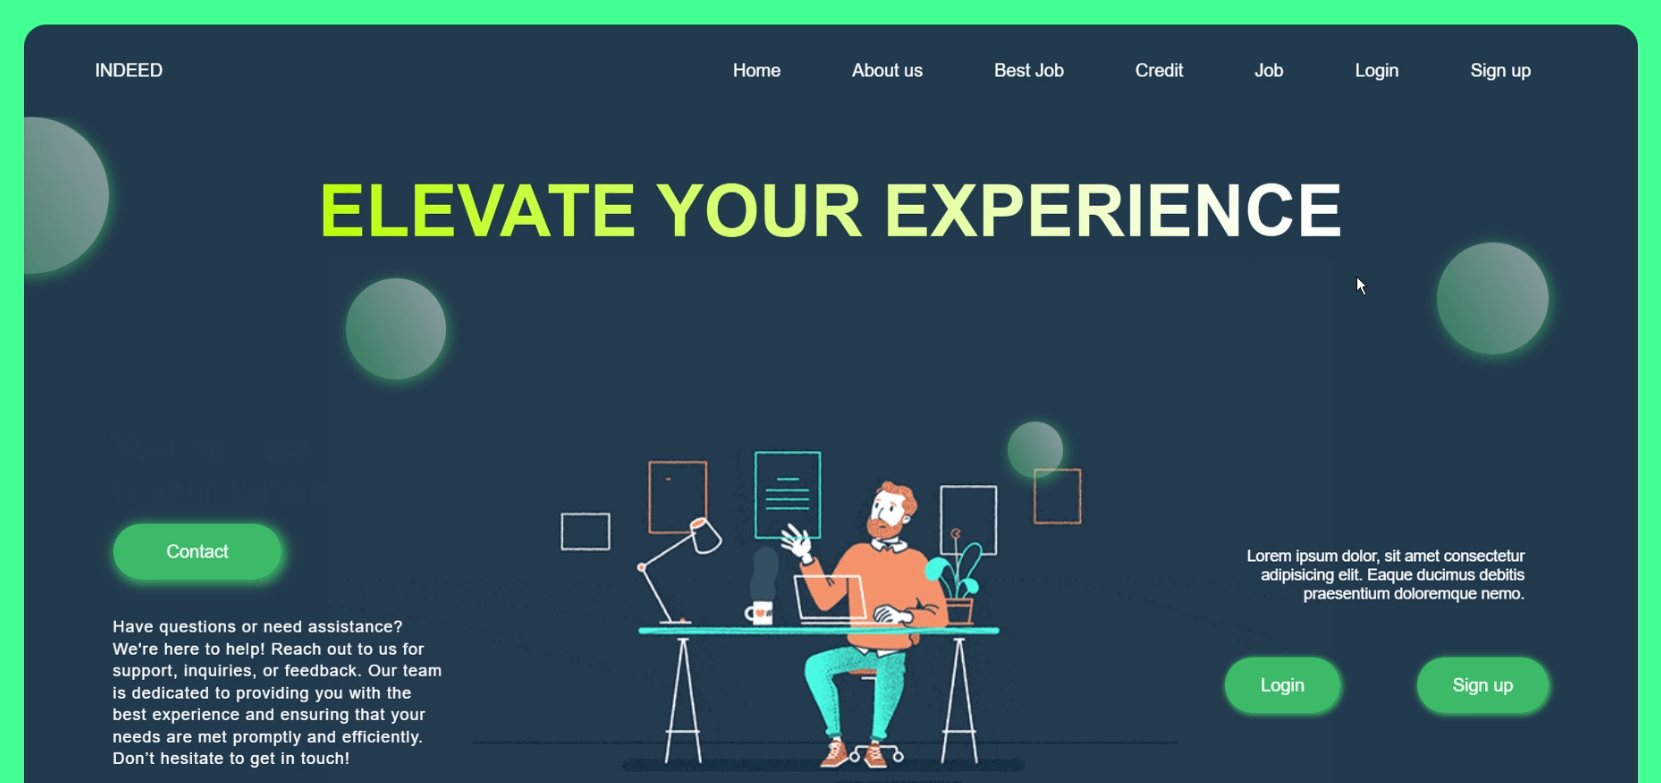 INDEED
Home
About us
Best Job
Credit
Job
Login
Sign up
ELEVATE YOUR EXPERIENCE
Contact
Have questions or need assistance?
We're here to help! Reach out to us for
support, inquiries, or feedback. Our team
is dedicated to providing you with the
best experience and ensuring that your
needs are met promptly and efficiently.
Don’t hesitate to get in touch!
Lorem ipsum dolor, sit amet consectetur
adipisicing elit. Eaque ducimus debitis
praesentium doloremque nemo.
Login
Sign up